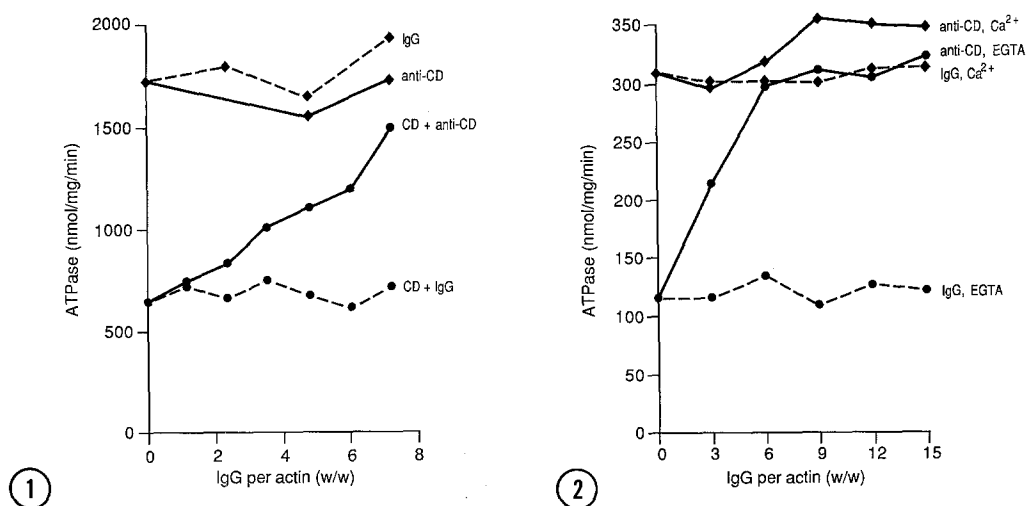 2000
1500
1000
500
0
ATPase (nmol/mg/min)
IgG
anti-CD
CD + anti-CD
CD + IgG
0 2 4 6 8
IgG per actin (w/w)
1
350
300
250
200
150
100
50
0
ATPase (nmol/mg/min)
anti-CD, Ca²⁺
anti-CD, EGTA
IgG, Ca²⁺
IgG, EGTA
0 3 6 9 12 15
IgG per actin (w/w)
2